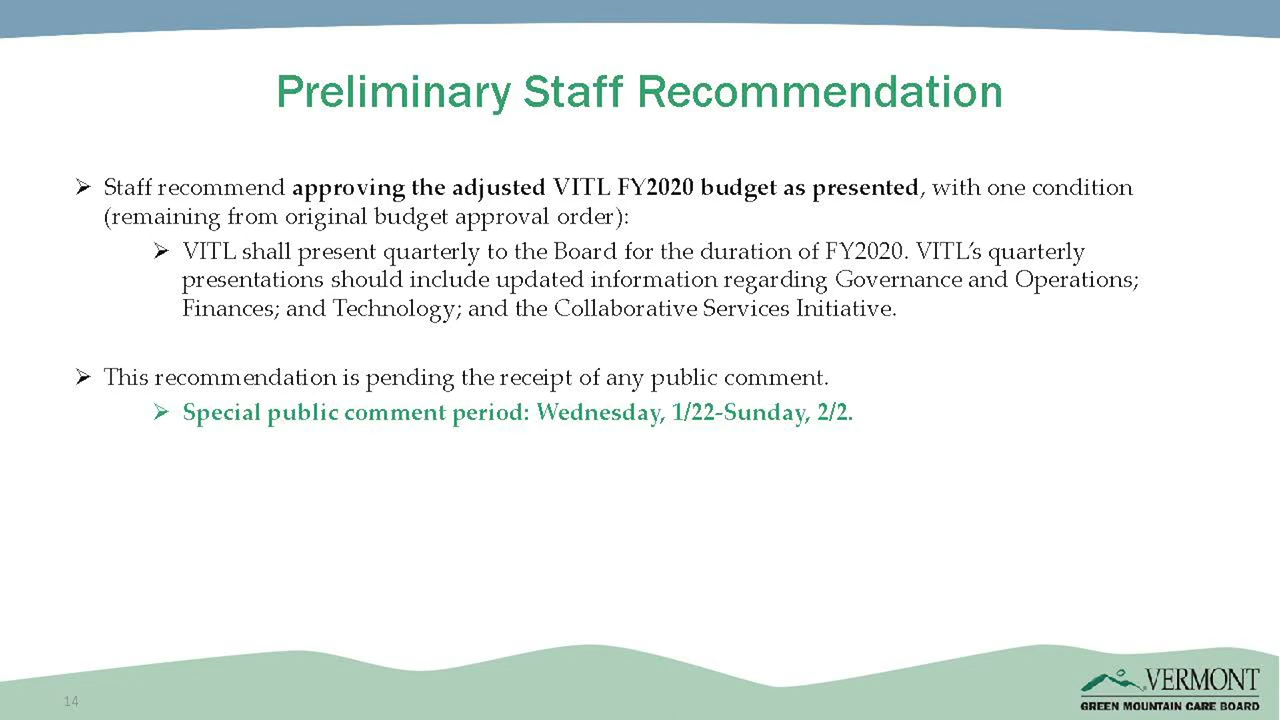 Preliminary Staff Recommendation
➢ Staff recommend approving the adjusted VITL FY2020 budget as presented, with one condition
(remaining from original budget approval order):
➢ VITL shall present quarterly to the Board for the duration of FY2020. VITL’s quarterly
presentations should include updated information regarding Governance and Operations;
Finances; and Technology; and the Collaborative Services Initiative.
➢ This recommendation is pending the receipt of any public comment.
➢ Special public comment period: Wednesday, 1/22-Sunday, 2/2.
14
VERMONT
GREEN MOUNTAIN CARE BOARD